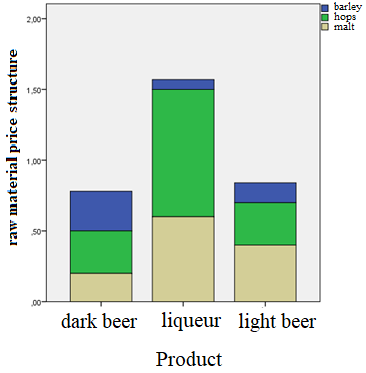 barley
hops
malt
raw material price structure
2,00
1,50
1,00
,50
,00
dark beer
liqueur
light beer
Product